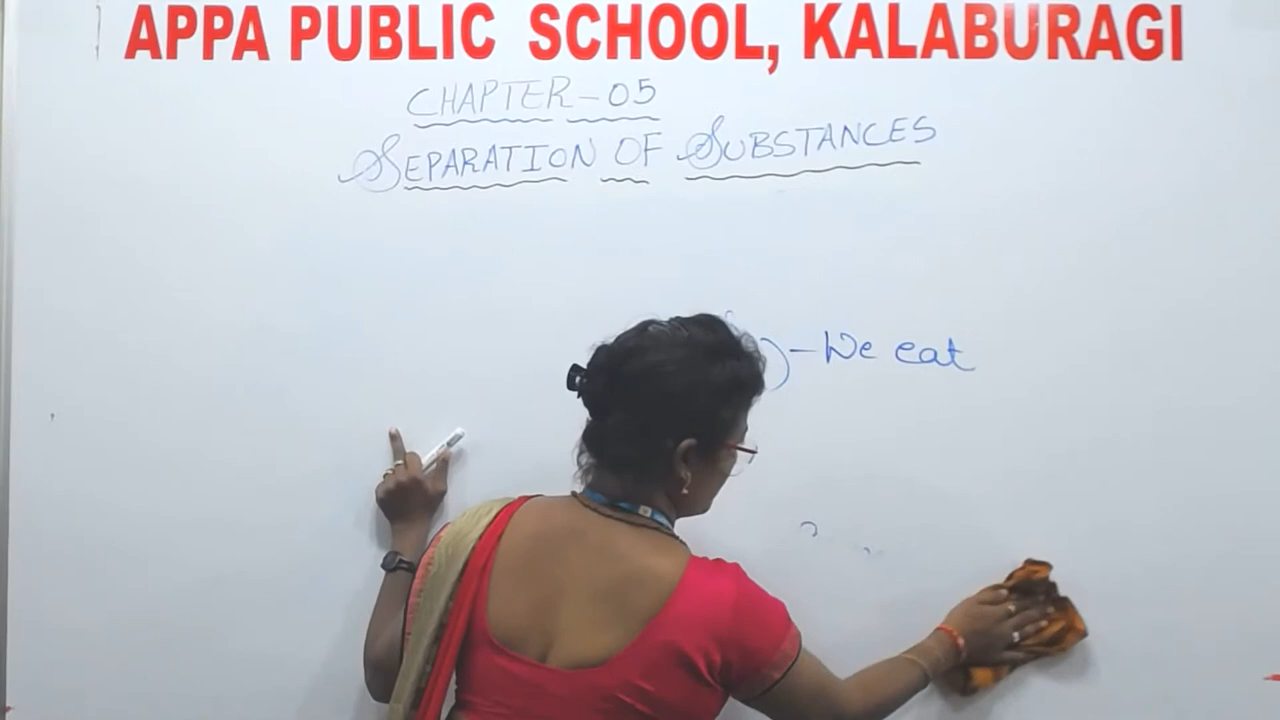 APPA PUBLIC SCHOOL, KALABURAGI
CHAPTER-05
SEPARATION OF SUBSTANCES
) - We eat